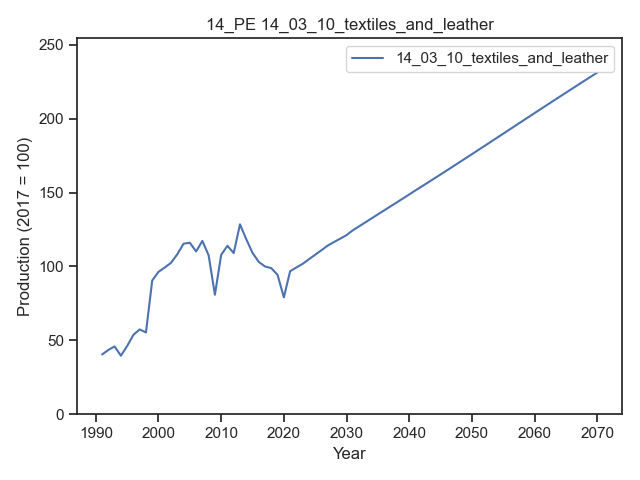 14_PE 14_03_10_textiles_and_leather
14_03_10_textiles_and_leather
Production (2017 = 100)
250
200
150
100
50
0
1990 2000 2010 2020 2030 2040 2050 2060 2070
Year